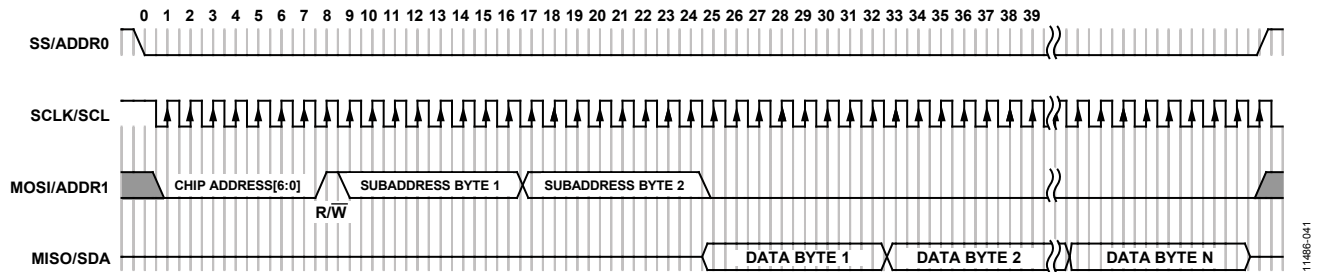 0 1 2 3 4 5 6 7 8 9 10 11 12 13 14 15 16 17 18 19 20 21 22 23 24 25 26 27 28 29 30 31 32 33 34 35 36 37 38 39
SS/ADDR0
SCLK/SCL
MOSI/ADDR1 CHIP ADDRESS[6:0] SUBADDRESS BYTE 1 SUBADDRESS BYTE 2
R/W̅
MISO/SDA DATA BYTE 1 DATA BYTE 2 DATA BYTE N
11486-041